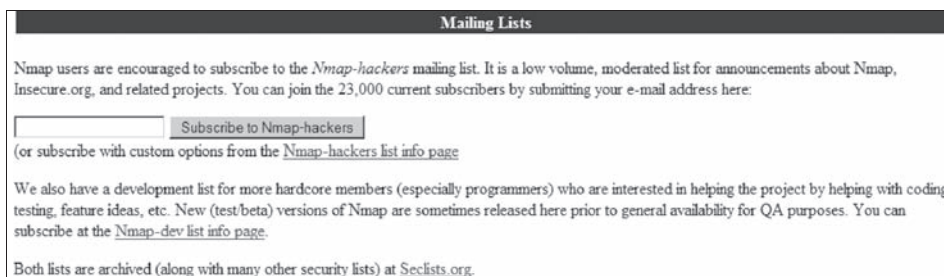 Mailing Lists
Nmap users are encouraged to subscribe to the Nmap-hackers mailing list. It is a low volume, moderated list for announcements about Nmap,
Insecure.org, and related projects. You can join the 23,000 current subscribers by submitting your e-mail address here:
Subscribe to Nmap-hackers
(or subscribe with custom options from the Nmap-hackers list info page
We also have a development list for more hardcore members (especially programmers) who are interested in helping the project by helping with coding
testing, feature ideas, etc. New (test/beta) versions of Nmap are sometimes released here prior to general availability for QA purposes. You can
subscribe at the Nmap-dev list info page.
Both lists are archived (along with many other security lists) at Seclists.org.